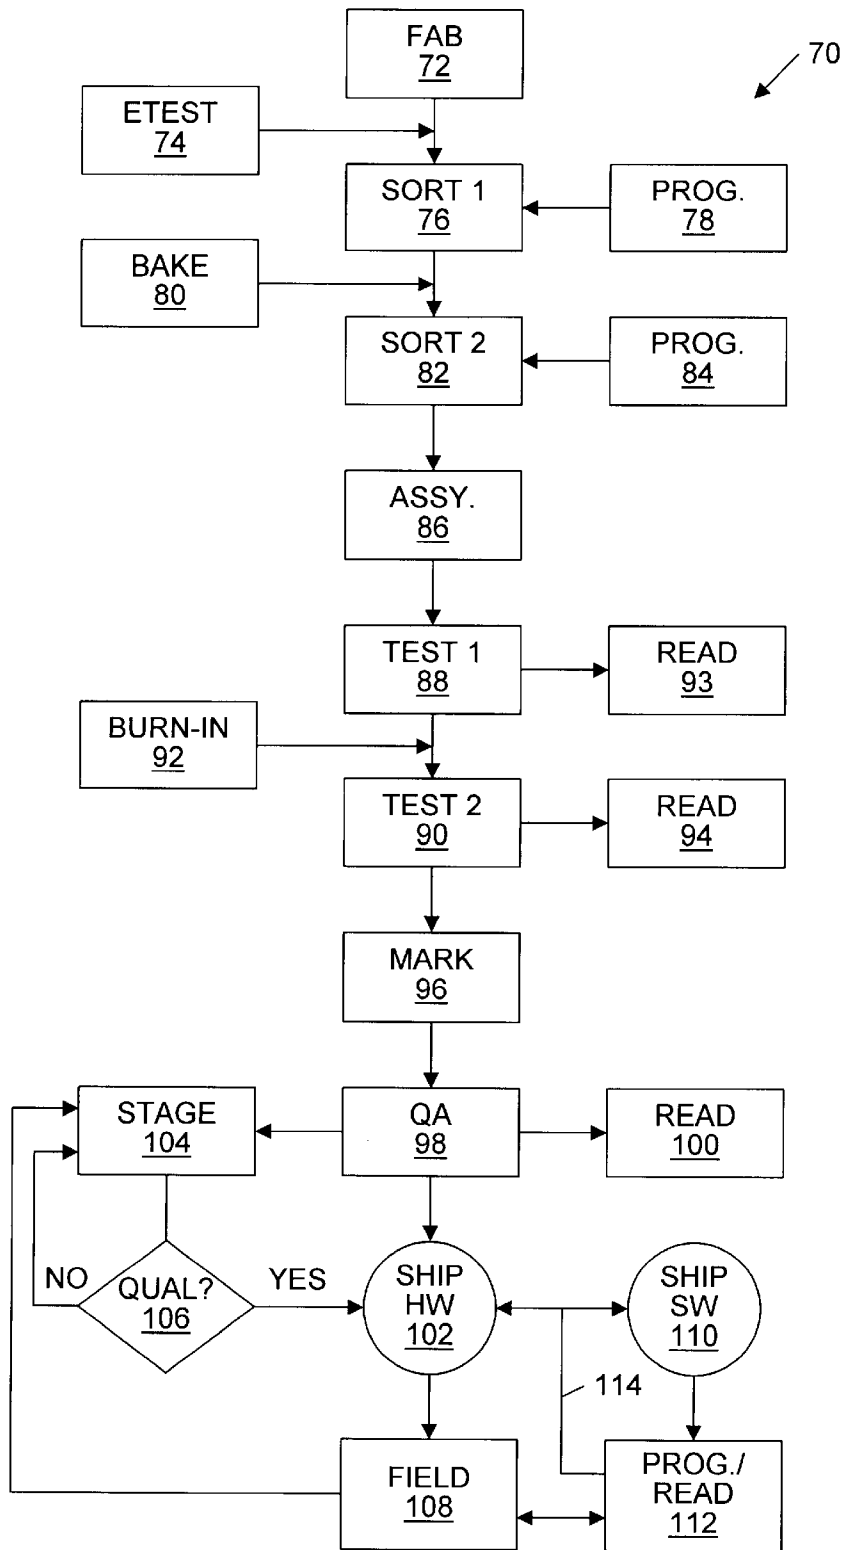 FAB
72
70
ETEST
74
SORT 1
76
PROG.
78
BAKE
80
SORT 2
82
PROG.
84
ASSY.
86
TEST 1
88
READ
93
BURN-IN
92
TEST 2
90
READ
94
MARK
96
STAGE
104
QA
98
READ
100
NO
QUAL?
106
YES
SHIP
HW
102
SHIP
SW
110
114
FIELD
108
PROG./
READ
112